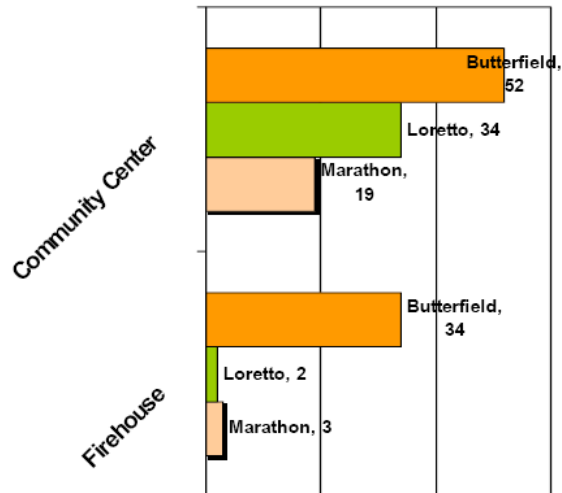 Community Center
Butterfield,
52
Loretto, 34
Marathon,
19
Firehouse
Butterfield,
34
Loretto, 2
Marathon, 3